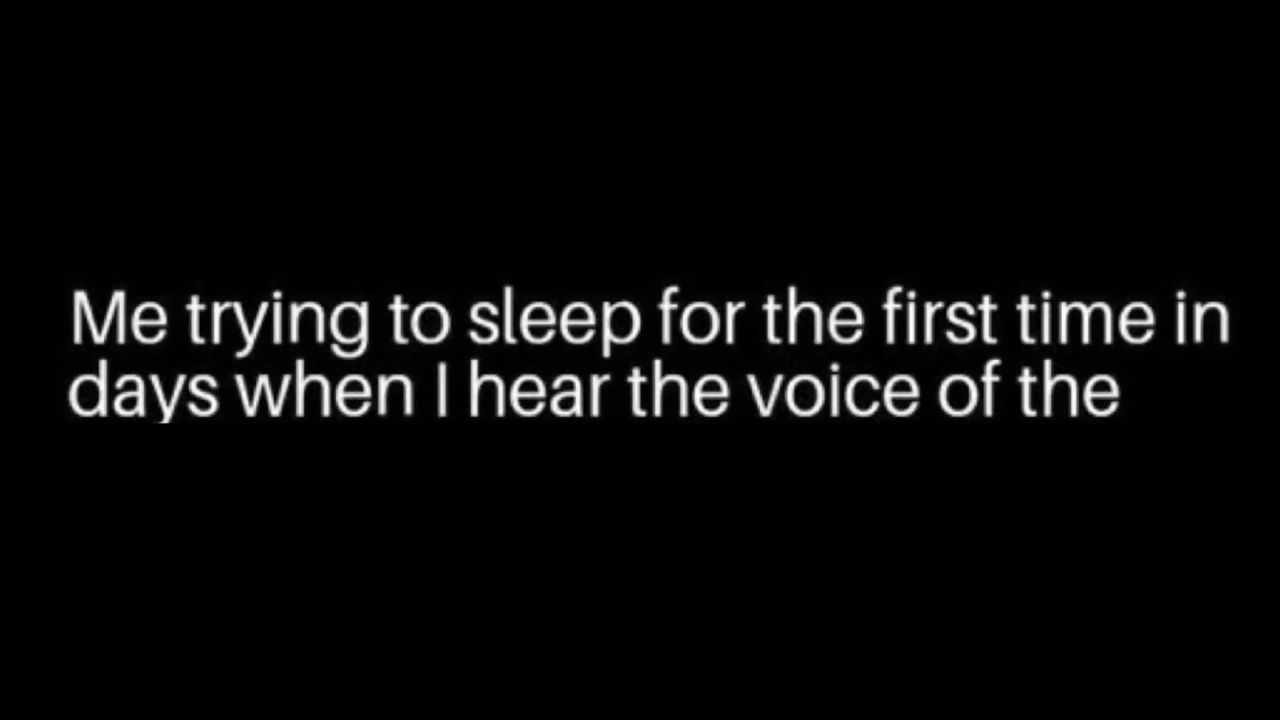 Me trying to sleep for the first time in
days when I hear the voice of the